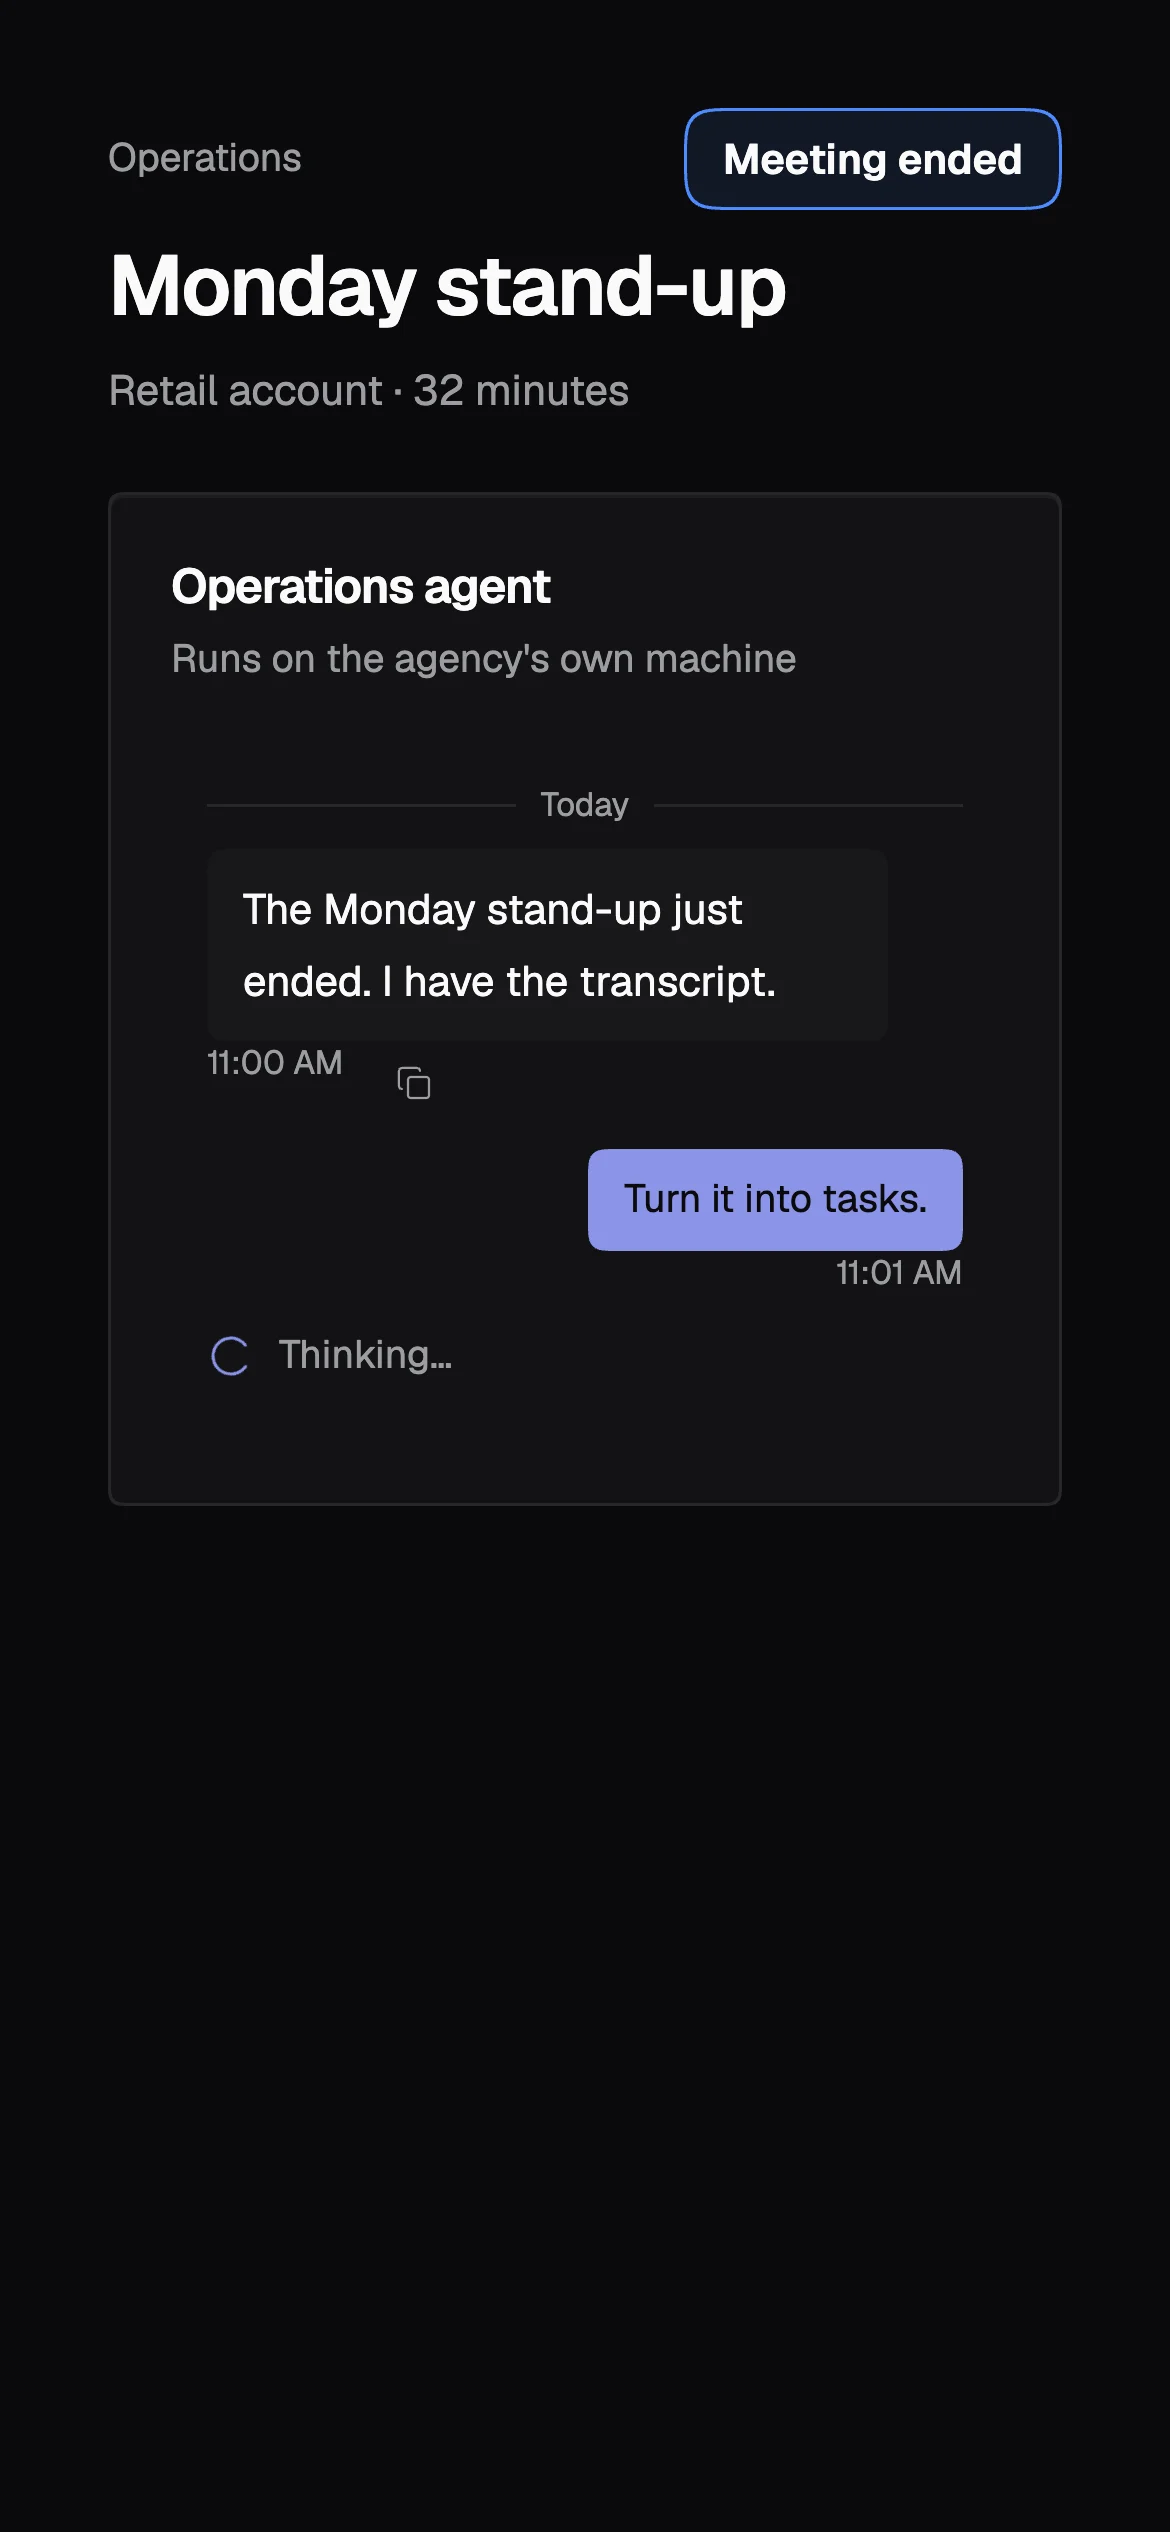 Operations
Meeting ended
Monday stand-up
Retail account · 32 minutes
Operations agent
Runs on the agency's own machine
Today
The Monday stand-up just
ended. I have the transcript.
11:00 AM
Turn it into tasks.
11:01 AM
Thinking...